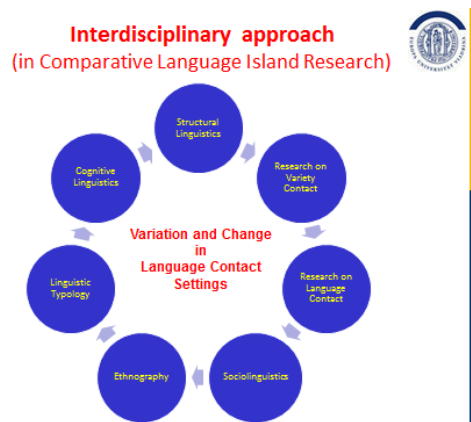 Interdisciplinary approach
(in Comparative Language Island Research)
Structural
Linguistics
Research on
Variety
Contact
Research on
Language
Contact
Sociolinguistics
Ethnography
Linguistic
Typology
Cognitive
Linguistics
Variation and Change
in
Language Contact
Settings